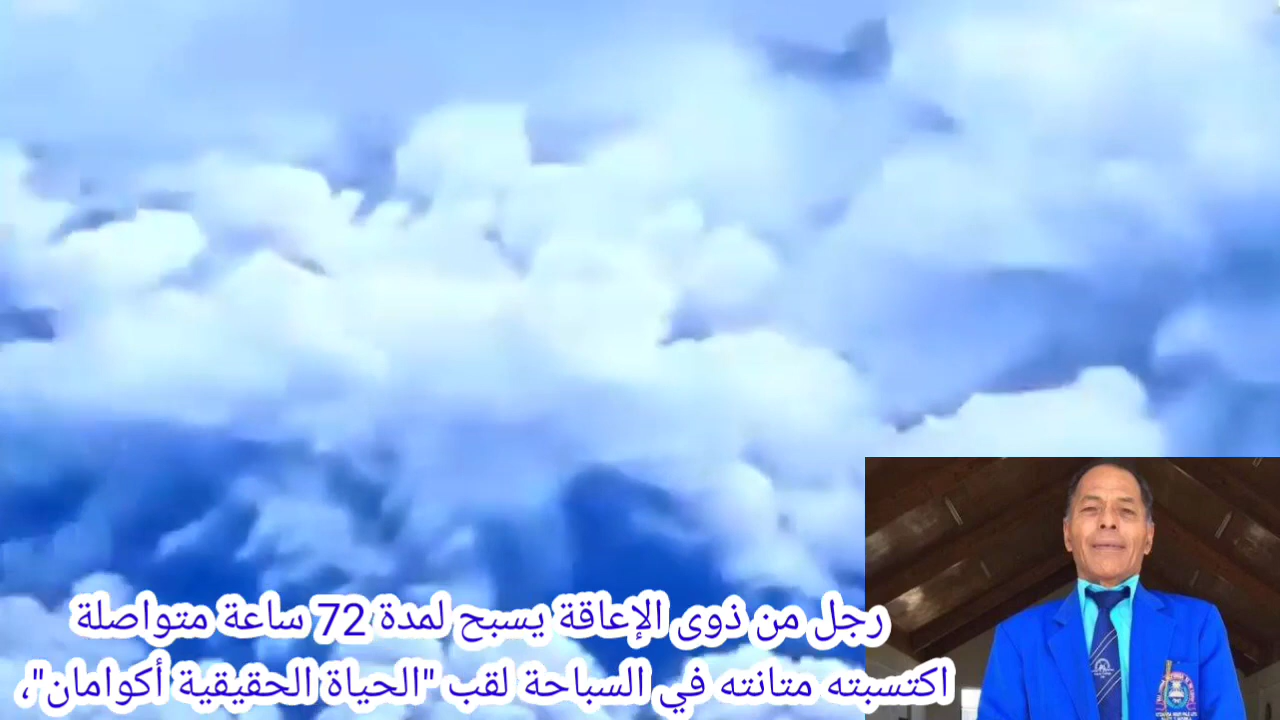 رجل من ذوى الإعاقة يسبح لمدة 72 ساعة متواصلة
اكتسبته متانته في السباحة لقب "الحياة الحقيقية أكوامان"،